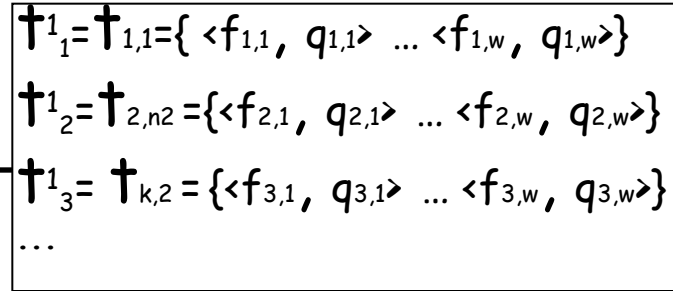 t¹₁=t₁,₁={ <f₁,₁, q₁,₁> ... <f₁,w, q₁,w>}
t¹₂=t₂,n2={<f₂,₁, q₂,₁> ... <f₂,w, q₂,w>}
t¹₃= t k,2 = {<f₃,₁, q₃,₁> ... <f₃,w, q₃,w>}
...